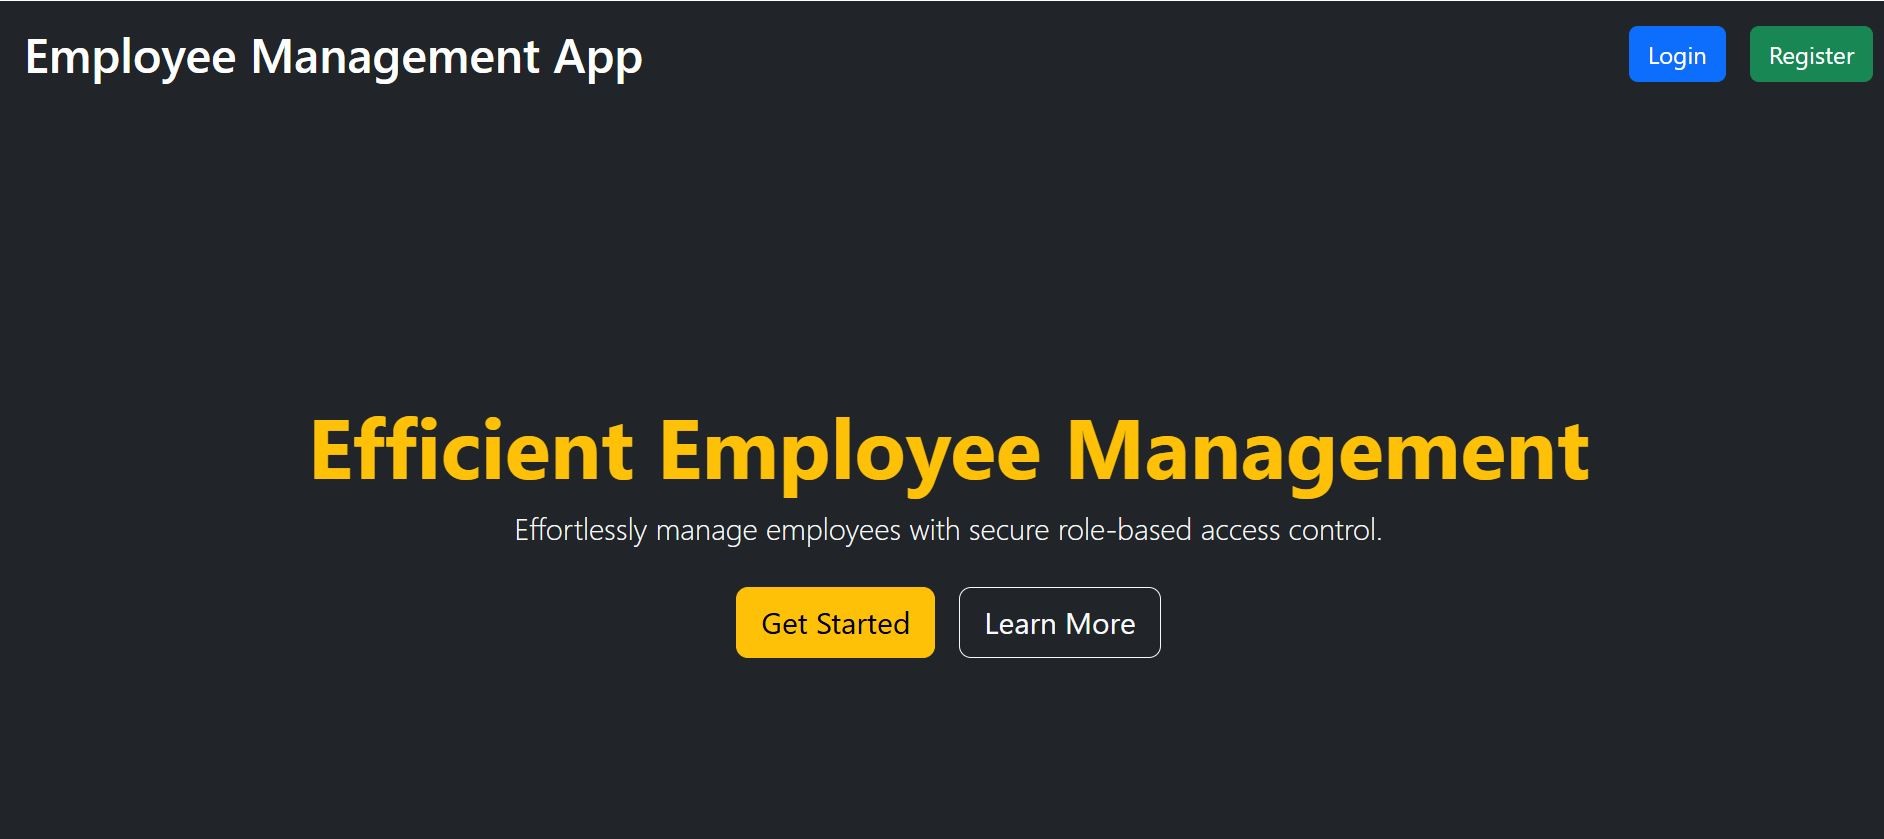 Employee Management App
Login
Register
Efficient Employee Management
Effortlessly manage employees with secure role-based access control.
Get Started
Learn More